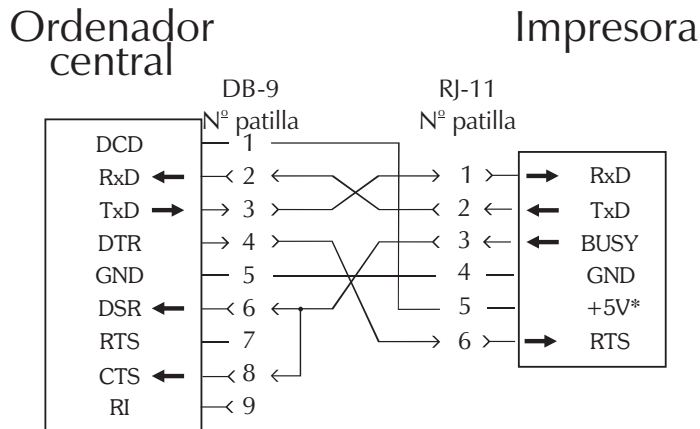 Ordenador
central
Impresora
DB-9
Nº patilla
RJ-11
Nº patilla
DCD 1
RxD 2 1 RxD
TxD 3 2 TxD
DTR 4 3 BUSY
GND 5 4 GND
DSR 6 5 +5V*
RTS 7 6 RTS
CTS 8
RI 9